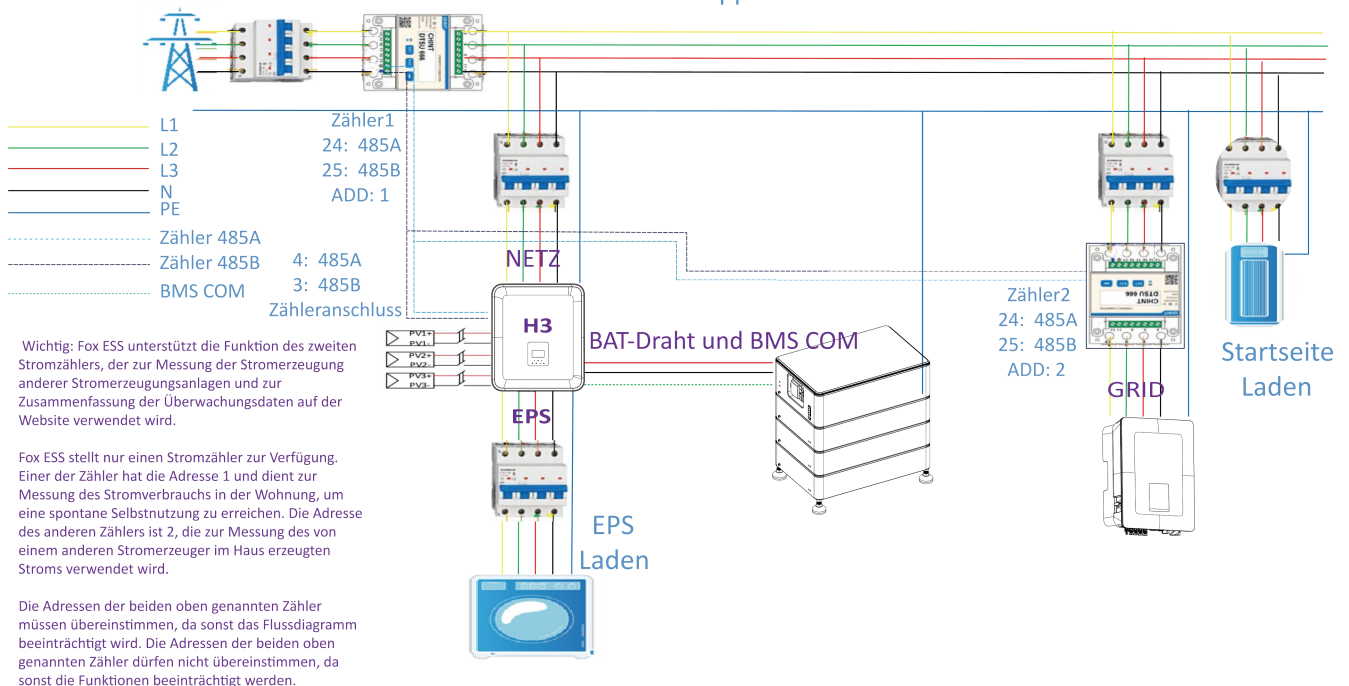 L1
L2
L3
N
PE
Zähler 485A
Zähler 485B
BMS COM
CHINT
DTSU 666
Zähler1
24: 485A
25: 485B
ADD: 1
4: 485A
3: 485B
Zähleranschluss
NETZ
H3
PV1+
PV1-
PV2+
PV2-
PV3+
PV3-
EPS
BAT-Draht und BMS COM
EPS
Laden
CHINT
DTSU 666
Zähler2
24: 485A
25: 485B
ADD: 2
GRID
Startseite
Laden
Wichtig: Fox ESS unterstützt die Funktion des zweiten
Stromzählers, der zur Messung der Stromerzeugung
anderer Stromerzeugungsanlagen und zur
Zusammenfassung der Überwachungsdaten auf der
Website verwendet wird.
Fox ESS stellt nur einen Stromzähler zur Verfügung.
Einer der Zähler hat die Adresse 1 und dient zur
Messung des Stromverbrauchs in der Wohnung, um
eine spontane Selbstnutzung zu erreichen. Die Adresse
des anderen Zählers ist 2, die zur Messung des von
einem anderen Stromerzeuger im Haus erzeugten
Stroms verwendet wird.
Die Adressen der beiden oben genannten Zähler
müssen übereinstimmen, da sonst das Flussdiagramm
beeinträchtigt wird. Die Adressen der beiden oben
genannten Zähler dürfen nicht übereinstimmen, da
sonst die Funktionen beeinträchtigt werden.